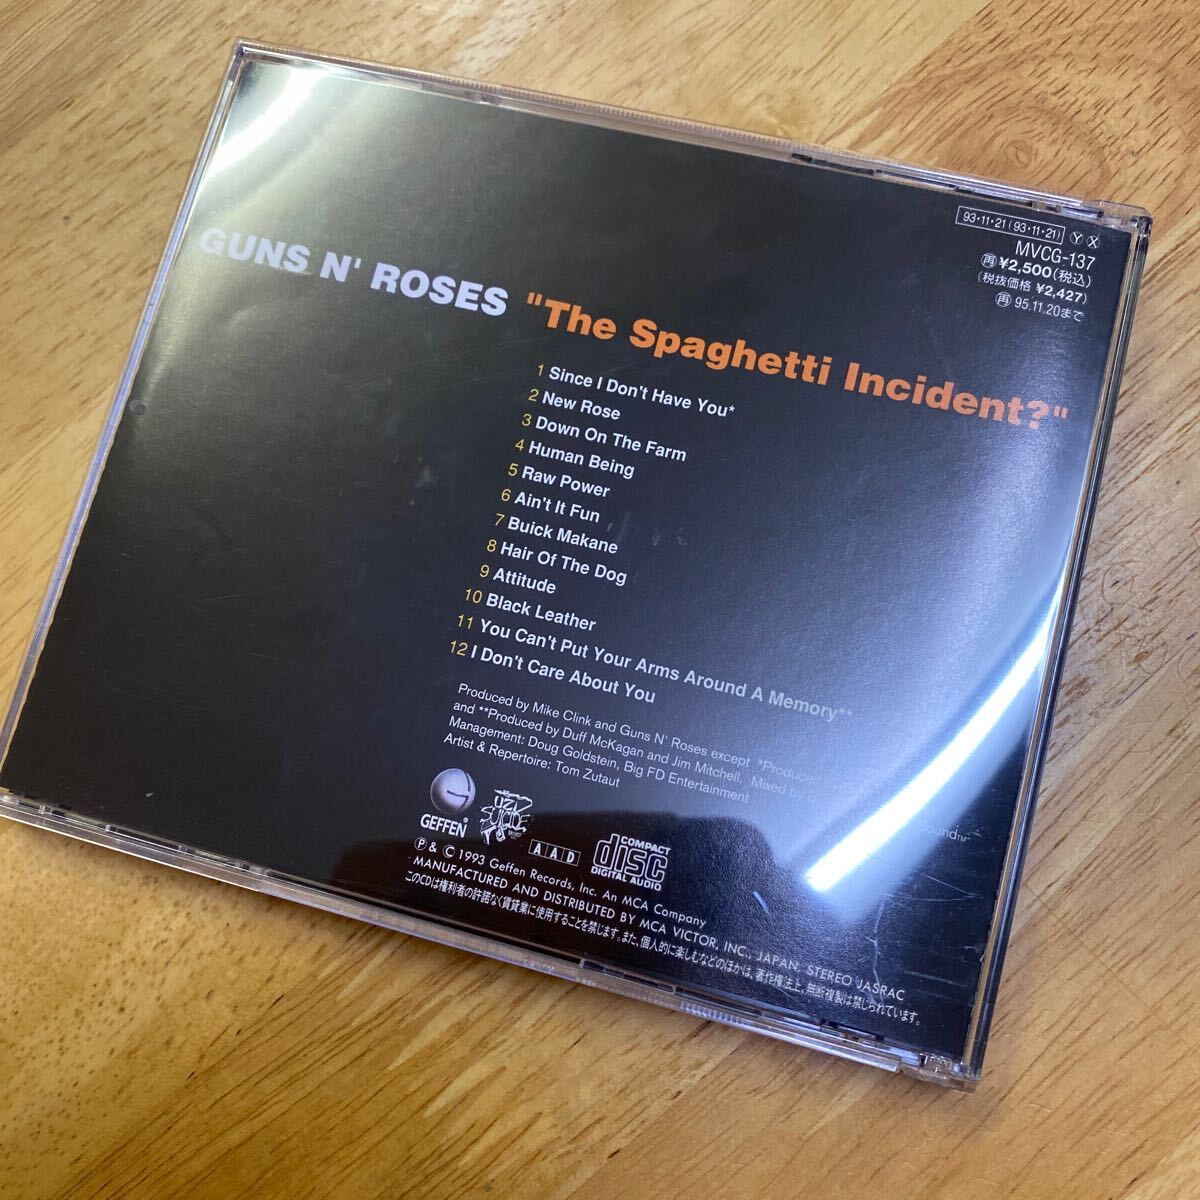 93・11・21(93・11・21) Y X
MVCG-137
再 ¥2,500(税込)
(税抜価格 ¥2,427)
再 95.11.20まで
GUNS N' ROSES "The Spaghetti Incident?"
1 Since I Don't Have You*
2 New Rose
3 Down On The Farm
4 Human Being
5 Raw Power
6 Ain't It Fun
7 Buick Makane
8 Hair Of The Dog
9 Attitude
10 Black Leather
11 You Can't Put Your Arms Around A Memory**
12 I Don't Care About You
Produced by Mike Clink and Guns N' Roses except *Produced
and **Produced by Duff McKagan and Jim Mitchell. Mixed by
Management: Doug Goldstein, Big FD Entertainment
Artist & Repertoire: Tom Zutaut
GEFFEN®
UZI SUICIDE
AAD
COMPACT disc DIGITAL AUDIO
Ⓟ & © 1993 Geffen Records, Inc. An MCA Company
MANUFACTURED AND DISTRIBUTED BY MCA VICTOR, INC., JAPAN, STEREO JASRAC
このCDは権利者の許諾なく賃貸業に使用することを禁じます。また、個人的に楽しむなどのほかは、著作権法上、無断複製は禁じられています。